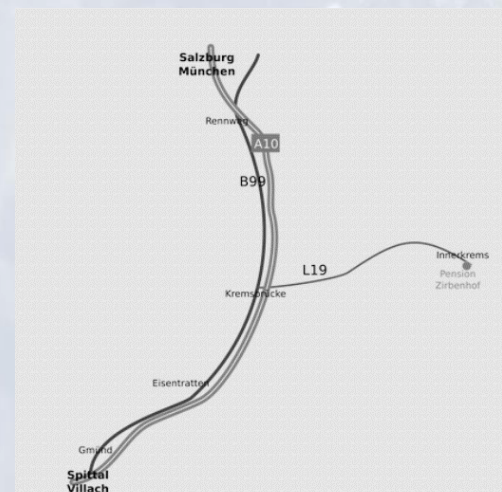 Salzburg
München
Rennweg
A10
B99
Innerkrems
L19
Pension
Zirbenhof
Kremsbrücke
Eisentratten
Gmünd
Spittal
Villach